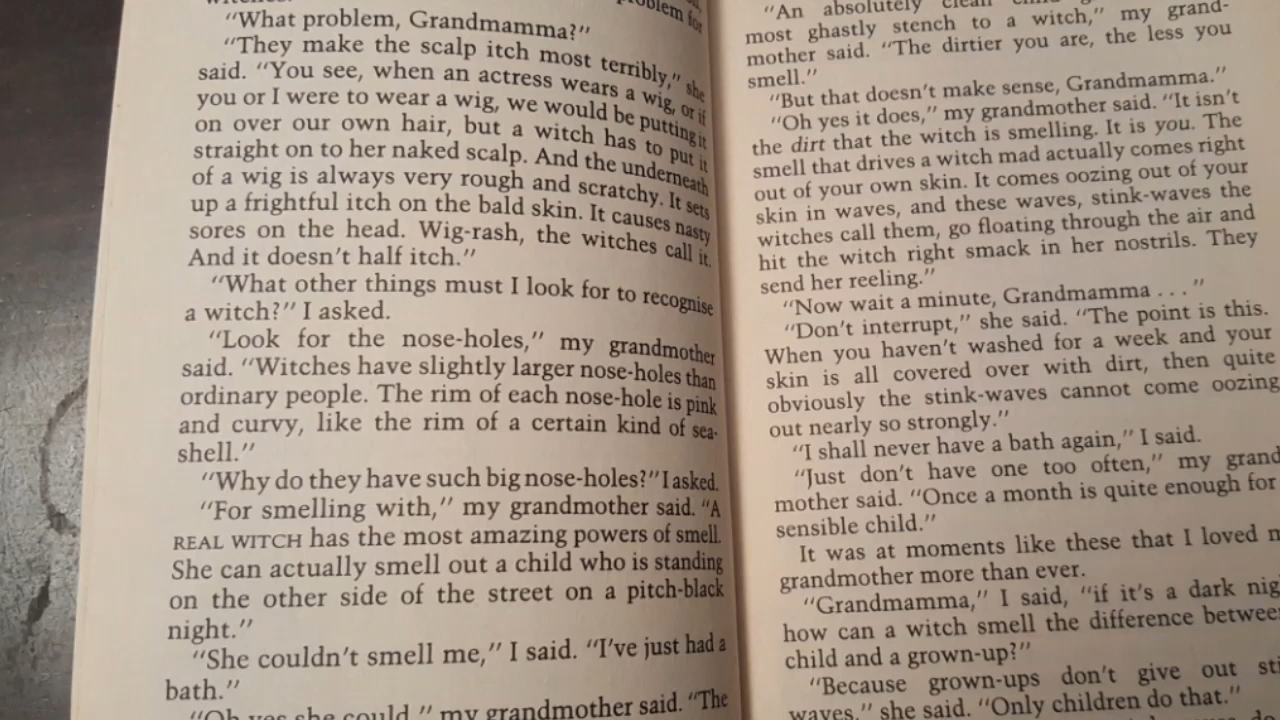 witches.
problem for
"What problem, Grandmamma?"
"They make the scalp itch most terribly," she
said. "You see, when an actress wears a wig, or if
you or I were to wear a wig, we would be putting it
on over our own hair, but a witch has to put it
straight on to her naked scalp. And the underneath
of a wig is always very rough and scratchy. It sets
up a frightful itch on the bald skin. It causes nasty
sores on the head. Wig-rash, the witches call it.
And it doesn't half itch."
"What other things must I look for to recognise
a witch?" I asked.
"Look for the nose-holes," my grandmother
said. "Witches have slightly larger nose-holes than
ordinary people. The rim of each nose-hole is pink
and curvy, like the rim of a certain kind of sea-
shell."
"Why do they have such big nose-holes?" I asked.
"For smelling with," my grandmother said. "A
REAL WITCH has the most amazing powers of smell.
She can actually smell out a child who is standing
on the other side of the street on a pitch-black
night."
"She couldn't smell me," I said. "I've just had a
bath."
"Oh yes she could," my grandmother said. "The
"An absolutely clean child
most ghastly stench to a witch," my grand-
mother said. "The dirtier you are, the less you
smell."
"But that doesn't make sense, Grandmamma."
"Oh yes it does," my grandmother said. "It isn't
the dirt that the witch is smelling. It is you. The
smell that drives a witch mad actually comes right
out of your own skin. It comes oozing out of your
skin in waves, and these waves, stink-waves the
witches call them, go floating through the air and
hit the witch right smack in her nostrils. They
send her reeling."
"Now wait a minute, Grandmamma . . ."
"Don't interrupt," she said. "The point is this.
When you haven't washed for a week and your
skin is all covered over with dirt, then quite
obviously the stink-waves cannot come oozing
out nearly so strongly."
"I shall never have a bath again," I said.
"Just don't have one too often," my grand
mother said. "Once a month is quite enough for
sensible child."
It was at moments like these that I loved m
grandmother more than ever.
"Grandmamma," I said, "if it's a dark nig
how can a witch smell the difference betwee
child and a grown-up?"
"Because grown-ups don't give out sti
waves," she said. "Only children do that."